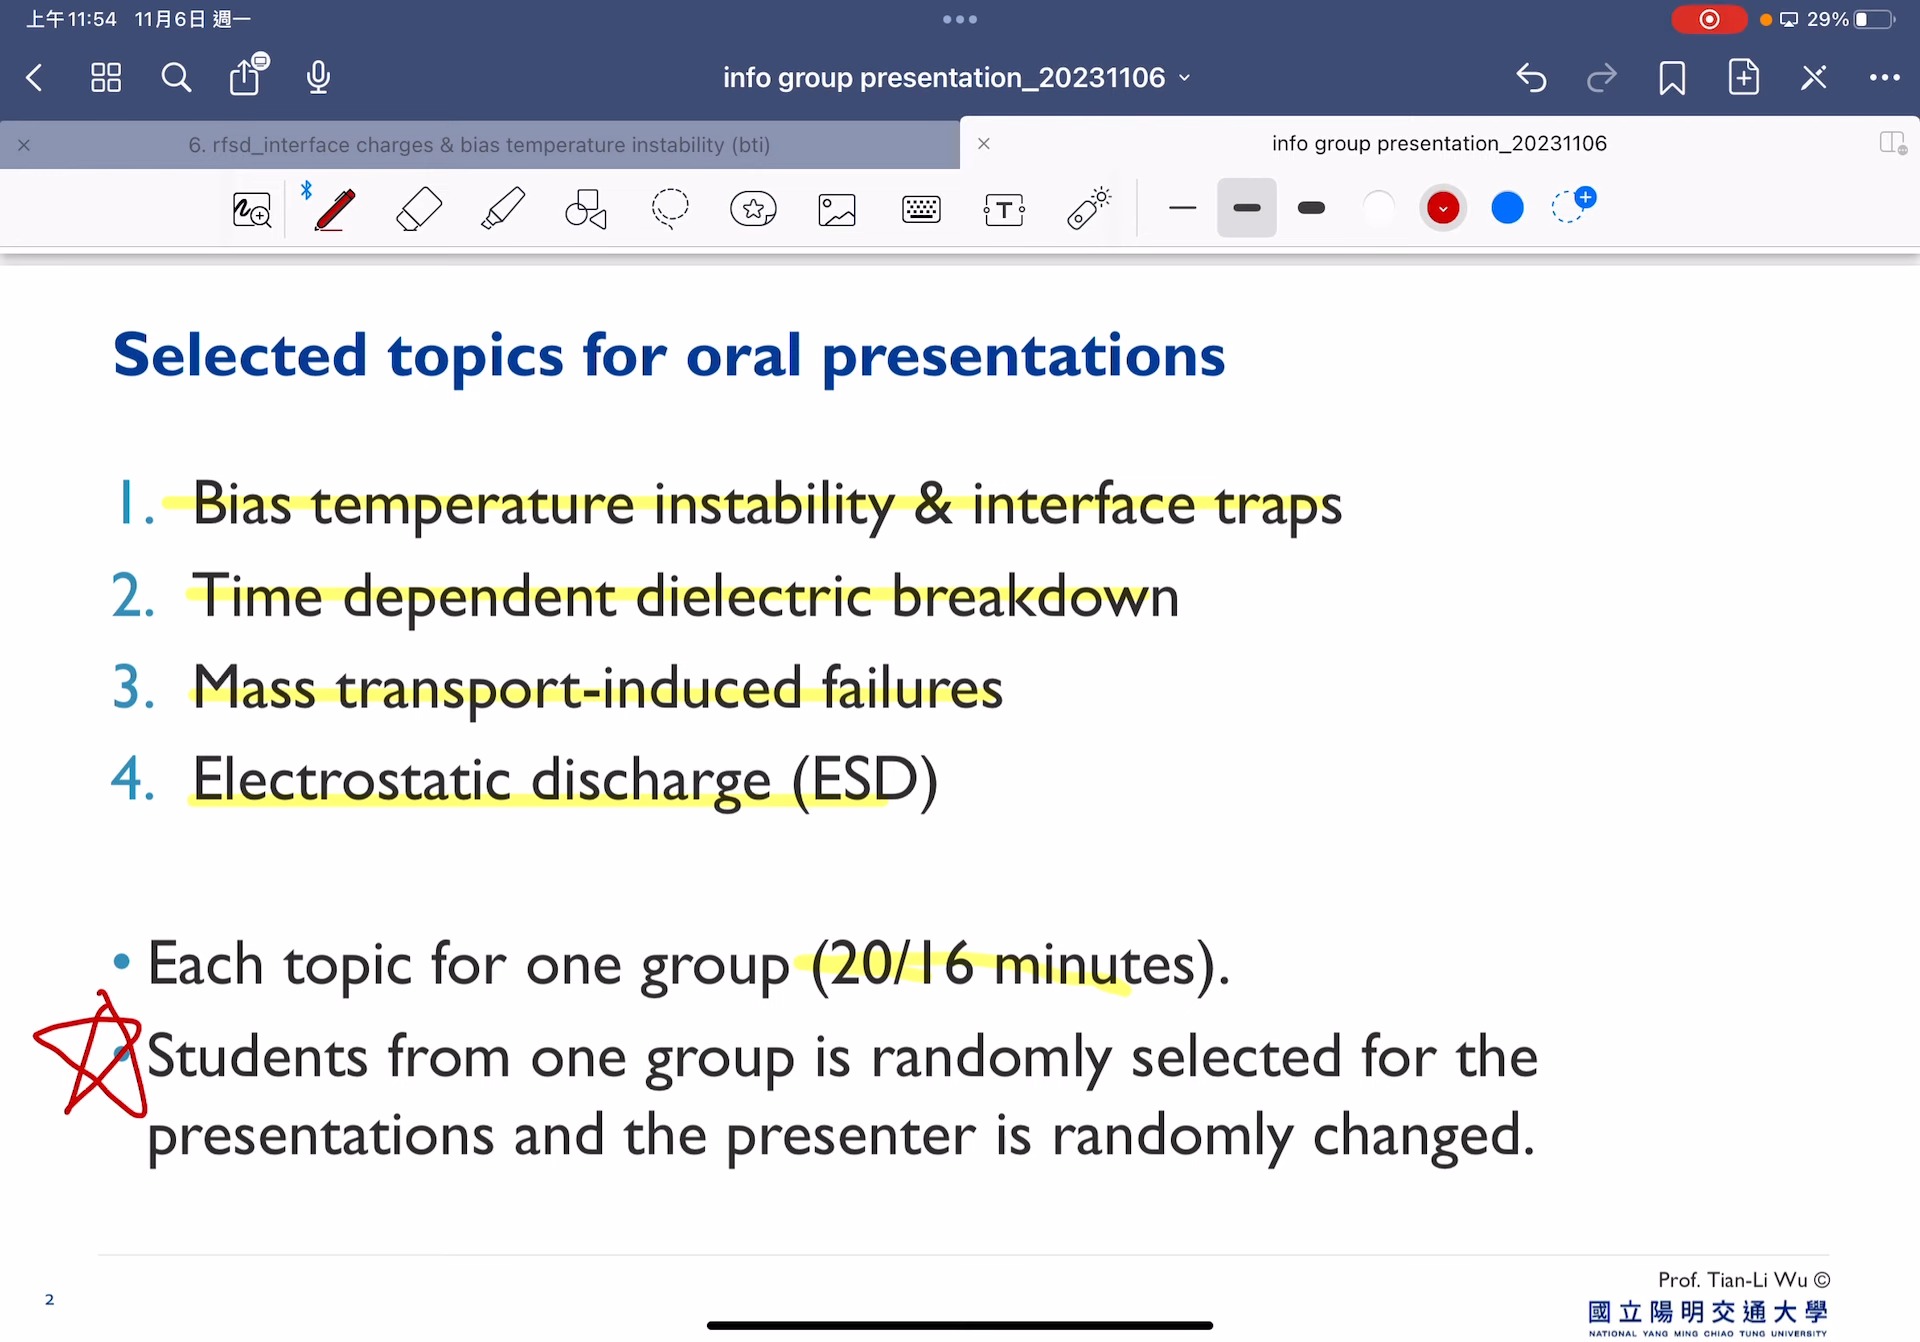 上午11:54 11月6日 週一
29%
info group presentation_20231106
6. rfsd_interface charges & bias temperature instability (bti)
info group presentation_20231106
T
Selected topics for oral presentations
1. Bias temperature instability & interface traps
2. Time dependent dielectric breakdown
3. Mass transport-induced failures
4. Electrostatic discharge (ESD)
• Each topic for one group (20/16 minutes).
• Students from one group is randomly selected for the
presentations and the presenter is randomly changed.
2
Prof. Tian-Li Wu ©
國立陽明交通大學
NATIONAL YANG MING CHIAO TUNG UNIVERSITY